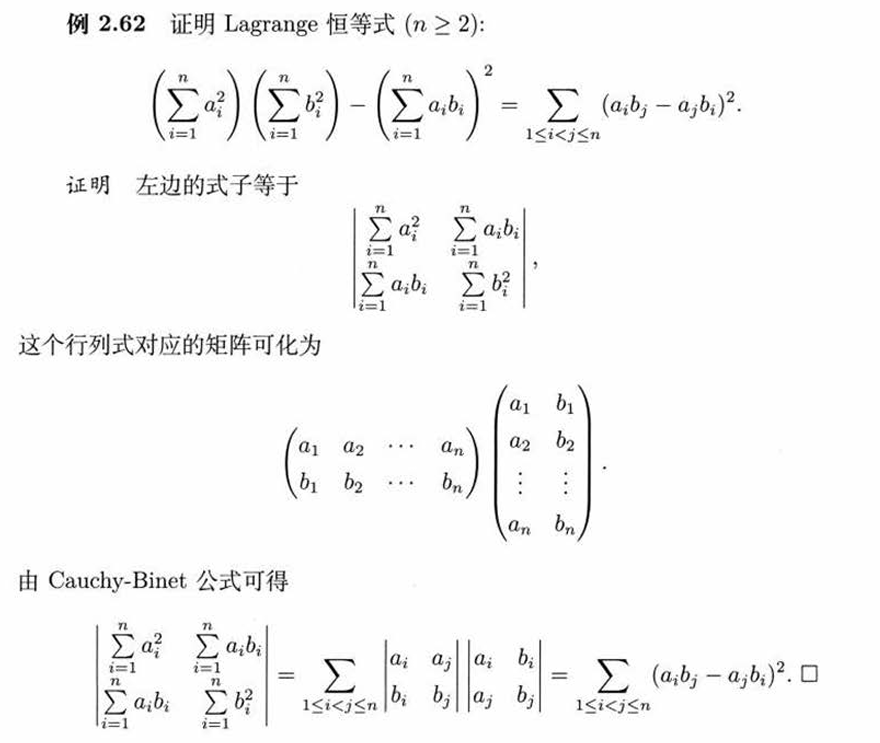 例 2.62 证明 Lagrange 恒等式 (n ≥ 2):
$$\left(\sum_{i=1}^{n} a_i^2\right)\left(\sum_{i=1}^{n} b_i^2\right) - \left(\sum_{i=1}^{n} a_i b_i\right)^2 = \sum_{1\le i<j\le n} (a_i b_j - a_j b_i)^2.$$
证明 左边的式子等于
$$\begin{vmatrix} \sum_{i=1}^{n} a_i^2 & \sum_{i=1}^{n} a_i b_i \\ \sum_{i=1}^{n} a_i b_i & \sum_{i=1}^{n} b_i^2 \end{vmatrix},$$
这个行列式对应的矩阵可化为
$$\begin{pmatrix} a_1 & a_2 & \cdots & a_n \\ b_1 & b_2 & \cdots & b_n \end{pmatrix} \begin{pmatrix} a_1 & b_1 \\ a_2 & b_2 \\ \vdots & \vdots \\ a_n & b_n \end{pmatrix}.$$
由 Cauchy-Binet 公式可得
$$\begin{vmatrix} \sum_{i=1}^{n} a_i^2 & \sum_{i=1}^{n} a_i b_i \\ \sum_{i=1}^{n} a_i b_i & \sum_{i=1}^{n} b_i^2 \end{vmatrix} = \sum_{1\le i<j\le n} \begin{vmatrix} a_i & a_j \\ b_i & b_j \end{vmatrix} \begin{vmatrix} a_i & b_i \\ a_j & b_j \end{vmatrix} = \sum_{1\le i<j\le n} (a_i b_j - a_j b_i)^2. \square$$